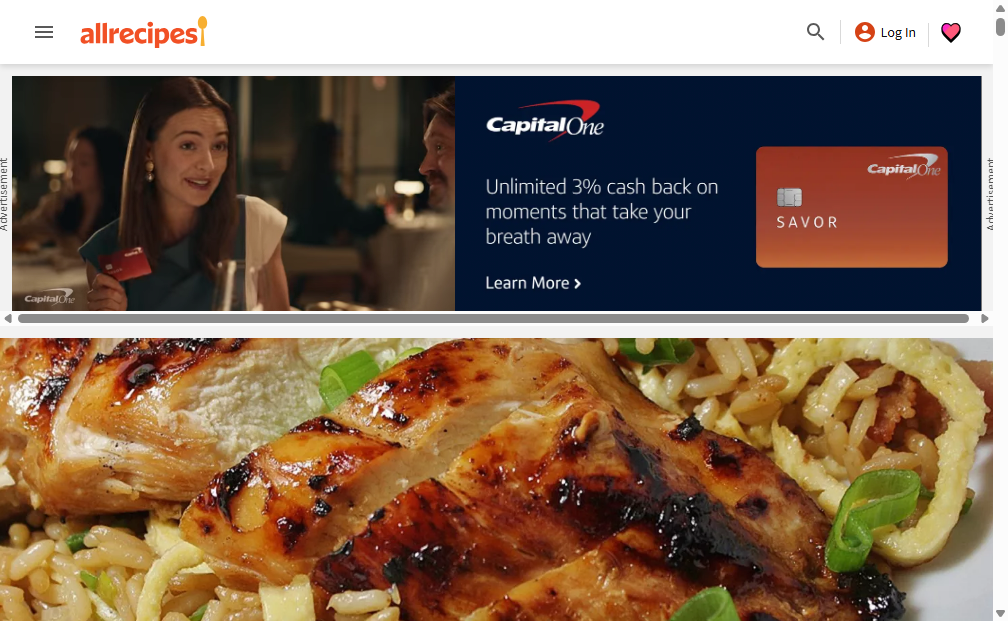 allrecipes
Log In
Advertisement
Capital One
Capital One
Unlimited 3% cash back on
moments that take your
breath away
Learn More
Capital One
SAVOR
Advertisement